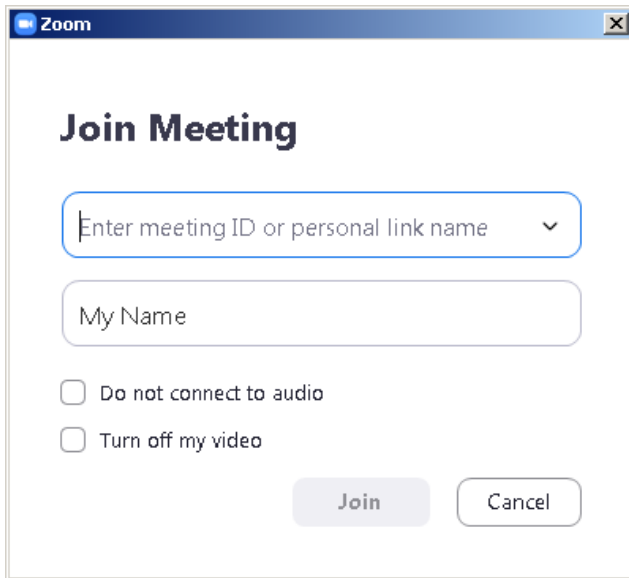 Zoom
Join Meeting
Enter meeting ID or personal link name
My Name
Do not connect to audio
Turn off my video
Join Cancel